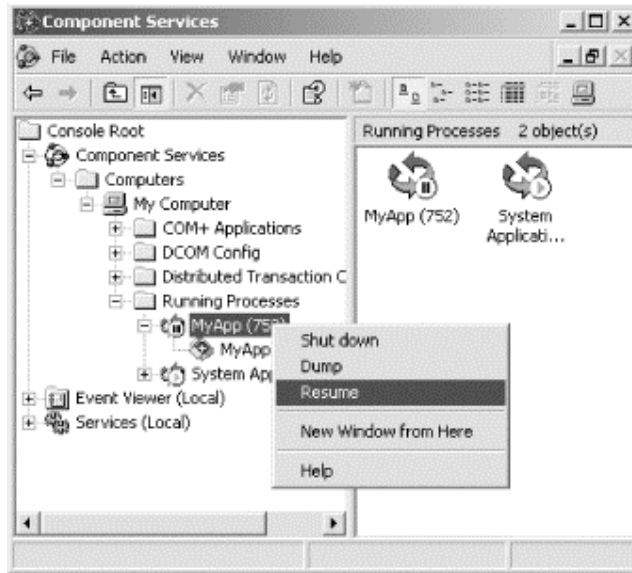 Component Services
File Action View Window Help
Console Root
Component Services
Computers
My Computer
COM+ Applications
DCOM Config
Distributed Transaction C
Running Processes
MyApp (752)
MyApp
System App
Event Viewer (Local)
Services (Local)
Running Processes 2 object(s)
MyApp (752)
System
Applicati...
Shut down
Dump
Resume
New Window from Here
Help